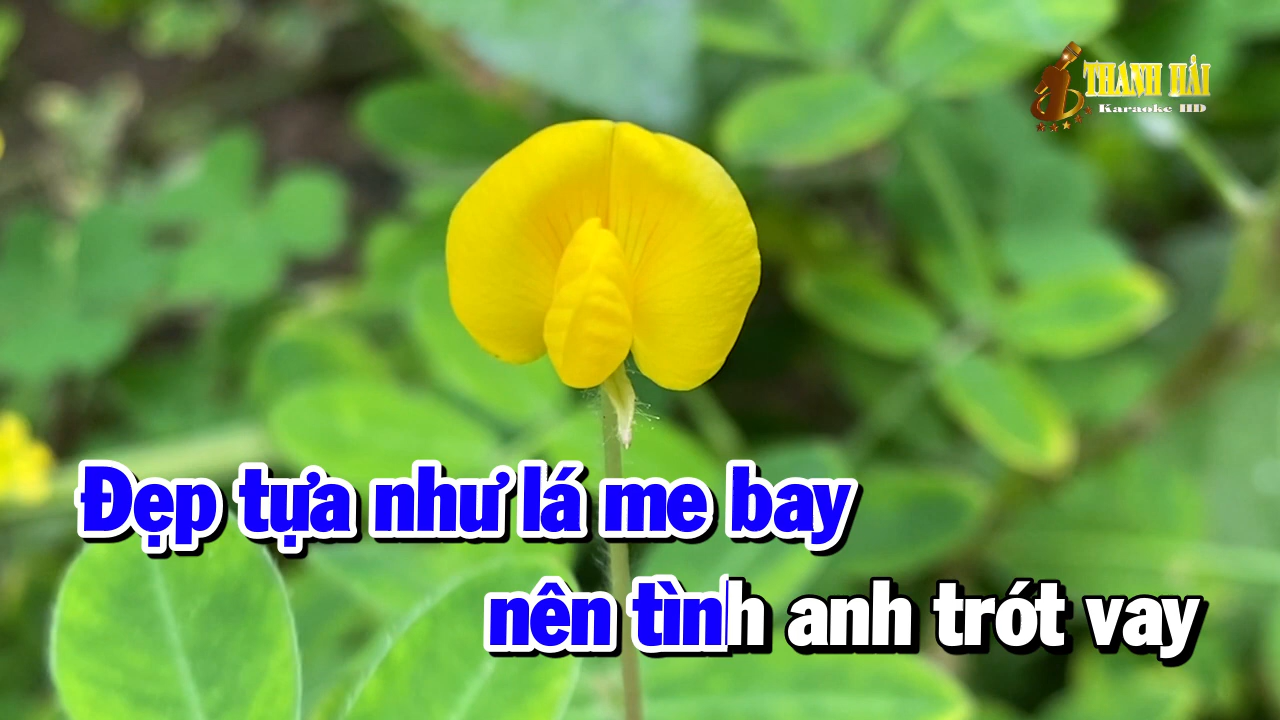 THANH HẢI
Karaoke HD
Đẹp tựa như lá me bay
nên tình anh trót vay